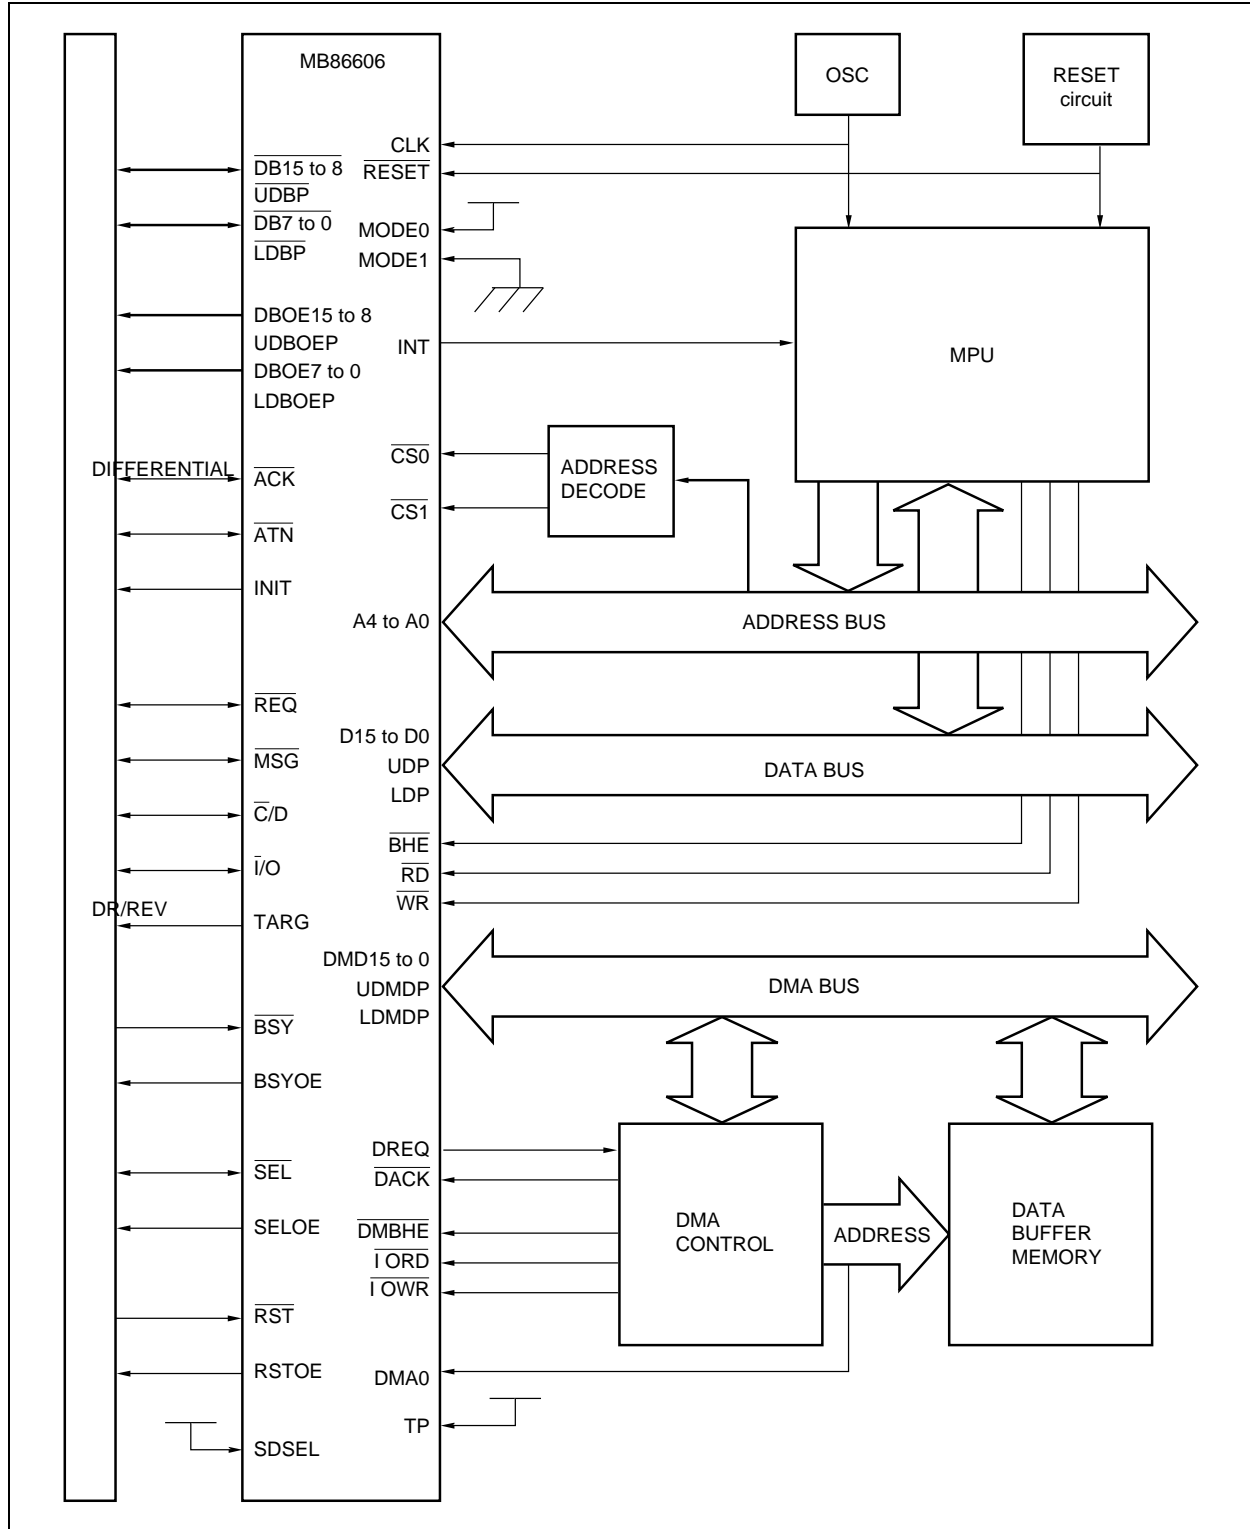 MB86606
OSC
RESET
circuit
CLK
RESET
DB15 to 8
UDBP
DB7 to 0
LDBP
MODE0
MODE1
DBOE15 to 8
UDBOEP
DBOE7 to 0
LDBOEP
INT
MPU
CS0
CS1
ADDRESS
DECODE
DIFFERENTIAL
ACK
ATN
INIT
A4 to A0
ADDRESS BUS
REQ
MSG
C/D
I/O
D15 to D0
UDP
LDP
DATA BUS
BHE
RD
WR
DR/REV
TARG
DMD15 to 0
UDMDP
LDMDP
DMA BUS
BSY
BSYOE
SEL
SELOE
DREQ
DACK
DMBHE
I ORD
I OWR
DMA
CONTROL
ADDRESS
DATA
BUFFER
MEMORY
RST
RSTOE
DMA0
TP
SDSEL